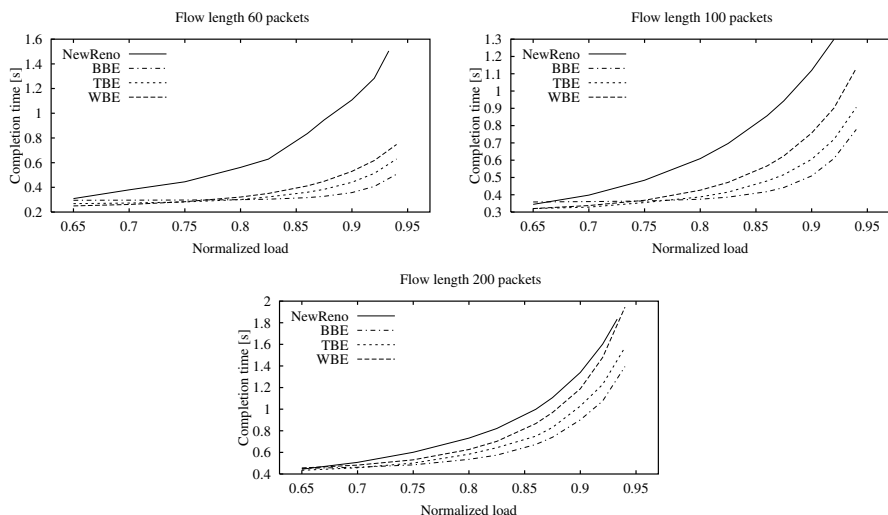 Flow length 60 packets
Completion time [s]
1.6
1.4
1.2
1
0.8
0.6
0.4
0.2
NewReno
BBE
TBE
WBE
0.65 0.7 0.75 0.8 0.85 0.9 0.95
Normalized load
Flow length 100 packets
Completion time [s]
1.3
1.2
1.1
1
0.9
0.8
0.7
0.6
0.5
0.4
0.3
NewReno
BBE
TBE
WBE
0.65 0.7 0.75 0.8 0.85 0.9 0.95
Normalized load
Flow length 200 packets
Completion time [s]
2
1.8
1.6
1.4
1.2
1
0.8
0.6
0.4
NewReno
BBE
TBE
WBE
0.65 0.7 0.75 0.8 0.85 0.9 0.95
Normalized load